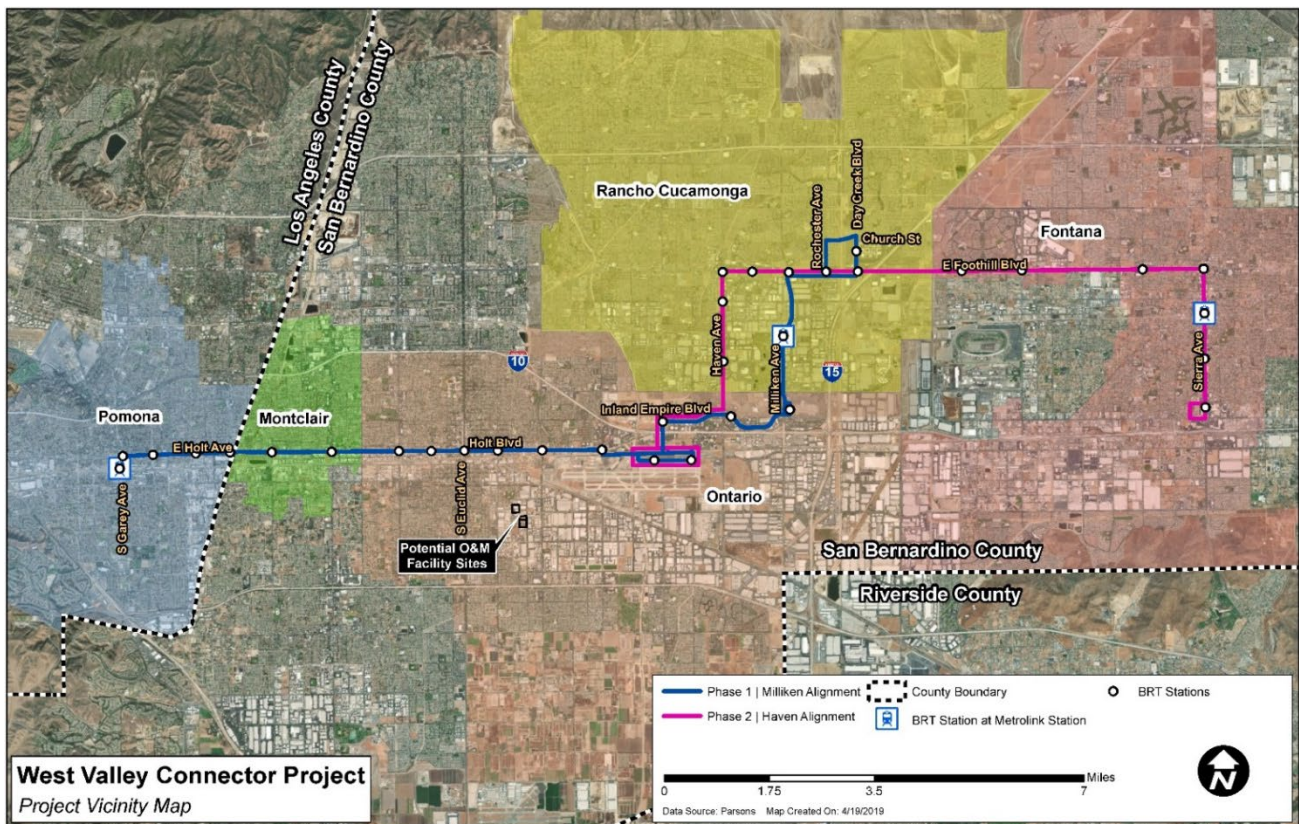 Los Angeles County
San Bernardino County
Rancho Cucamonga
Rochester Ave
Day Creek Blvd
Church St
Fontana
E Foothill Blvd
Haven Ave
Milliken Ave
Sierra Ave
10
15
Inland Empire Blvd
Pomona
Montclair
E Holt Ave
Holt Blvd
S Garey Ave
S Euclid Ave
Ontario
Potential O&M
Facility Sites
San Bernardino County
Riverside County
Phase 1 | Milliken Alignment
County Boundary
BRT Stations
Phase 2 | Haven Alignment
BRT Station at Metrolink Station
Miles
0 1.75 3.5 7
Data Source: Parsons Map Created On: 4/19/2019
N
West Valley Connector Project
Project Vicinity Map